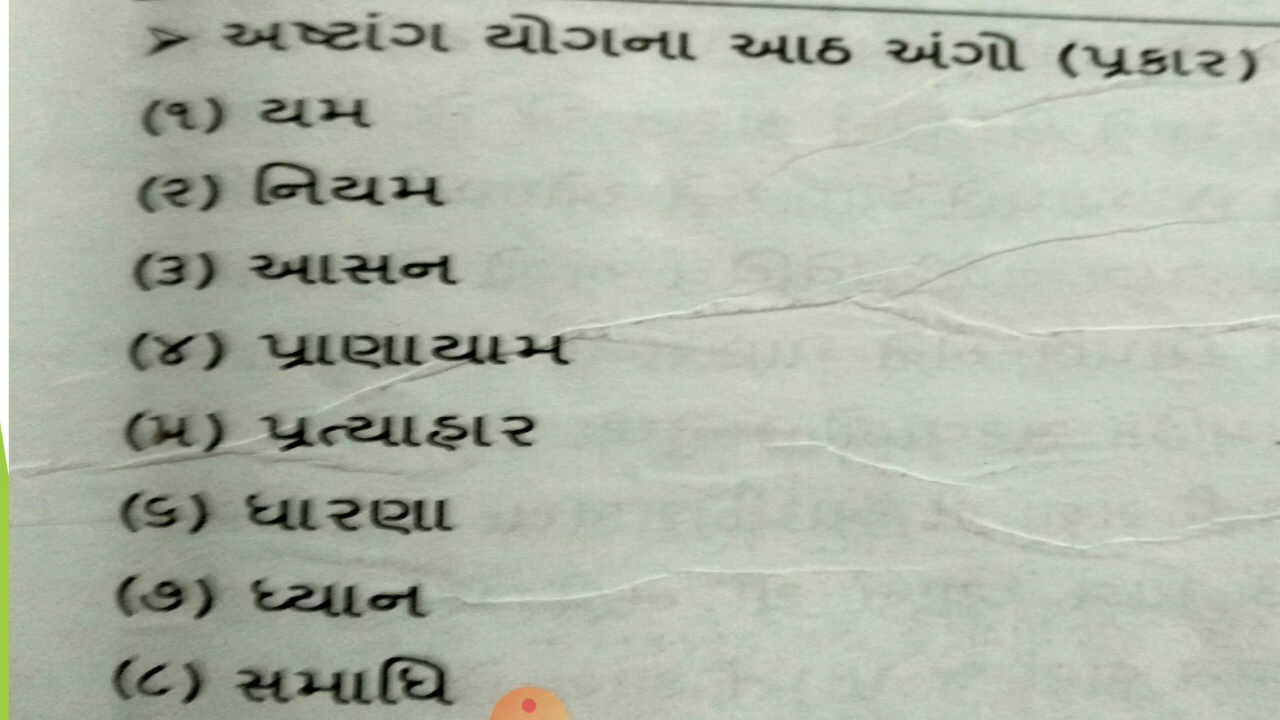 ➤ અષ્ટાંગ યોગના આઠ અંગો (પ્રકાર)
(૧) યમ
(૨) નિયમ
(૩) આસન
(૪) પ્રાણાયામ
(૫) પ્રત્યાહાર
(૬) ધારણા
(૭) ધ્યાન
(૮) સમાધિ